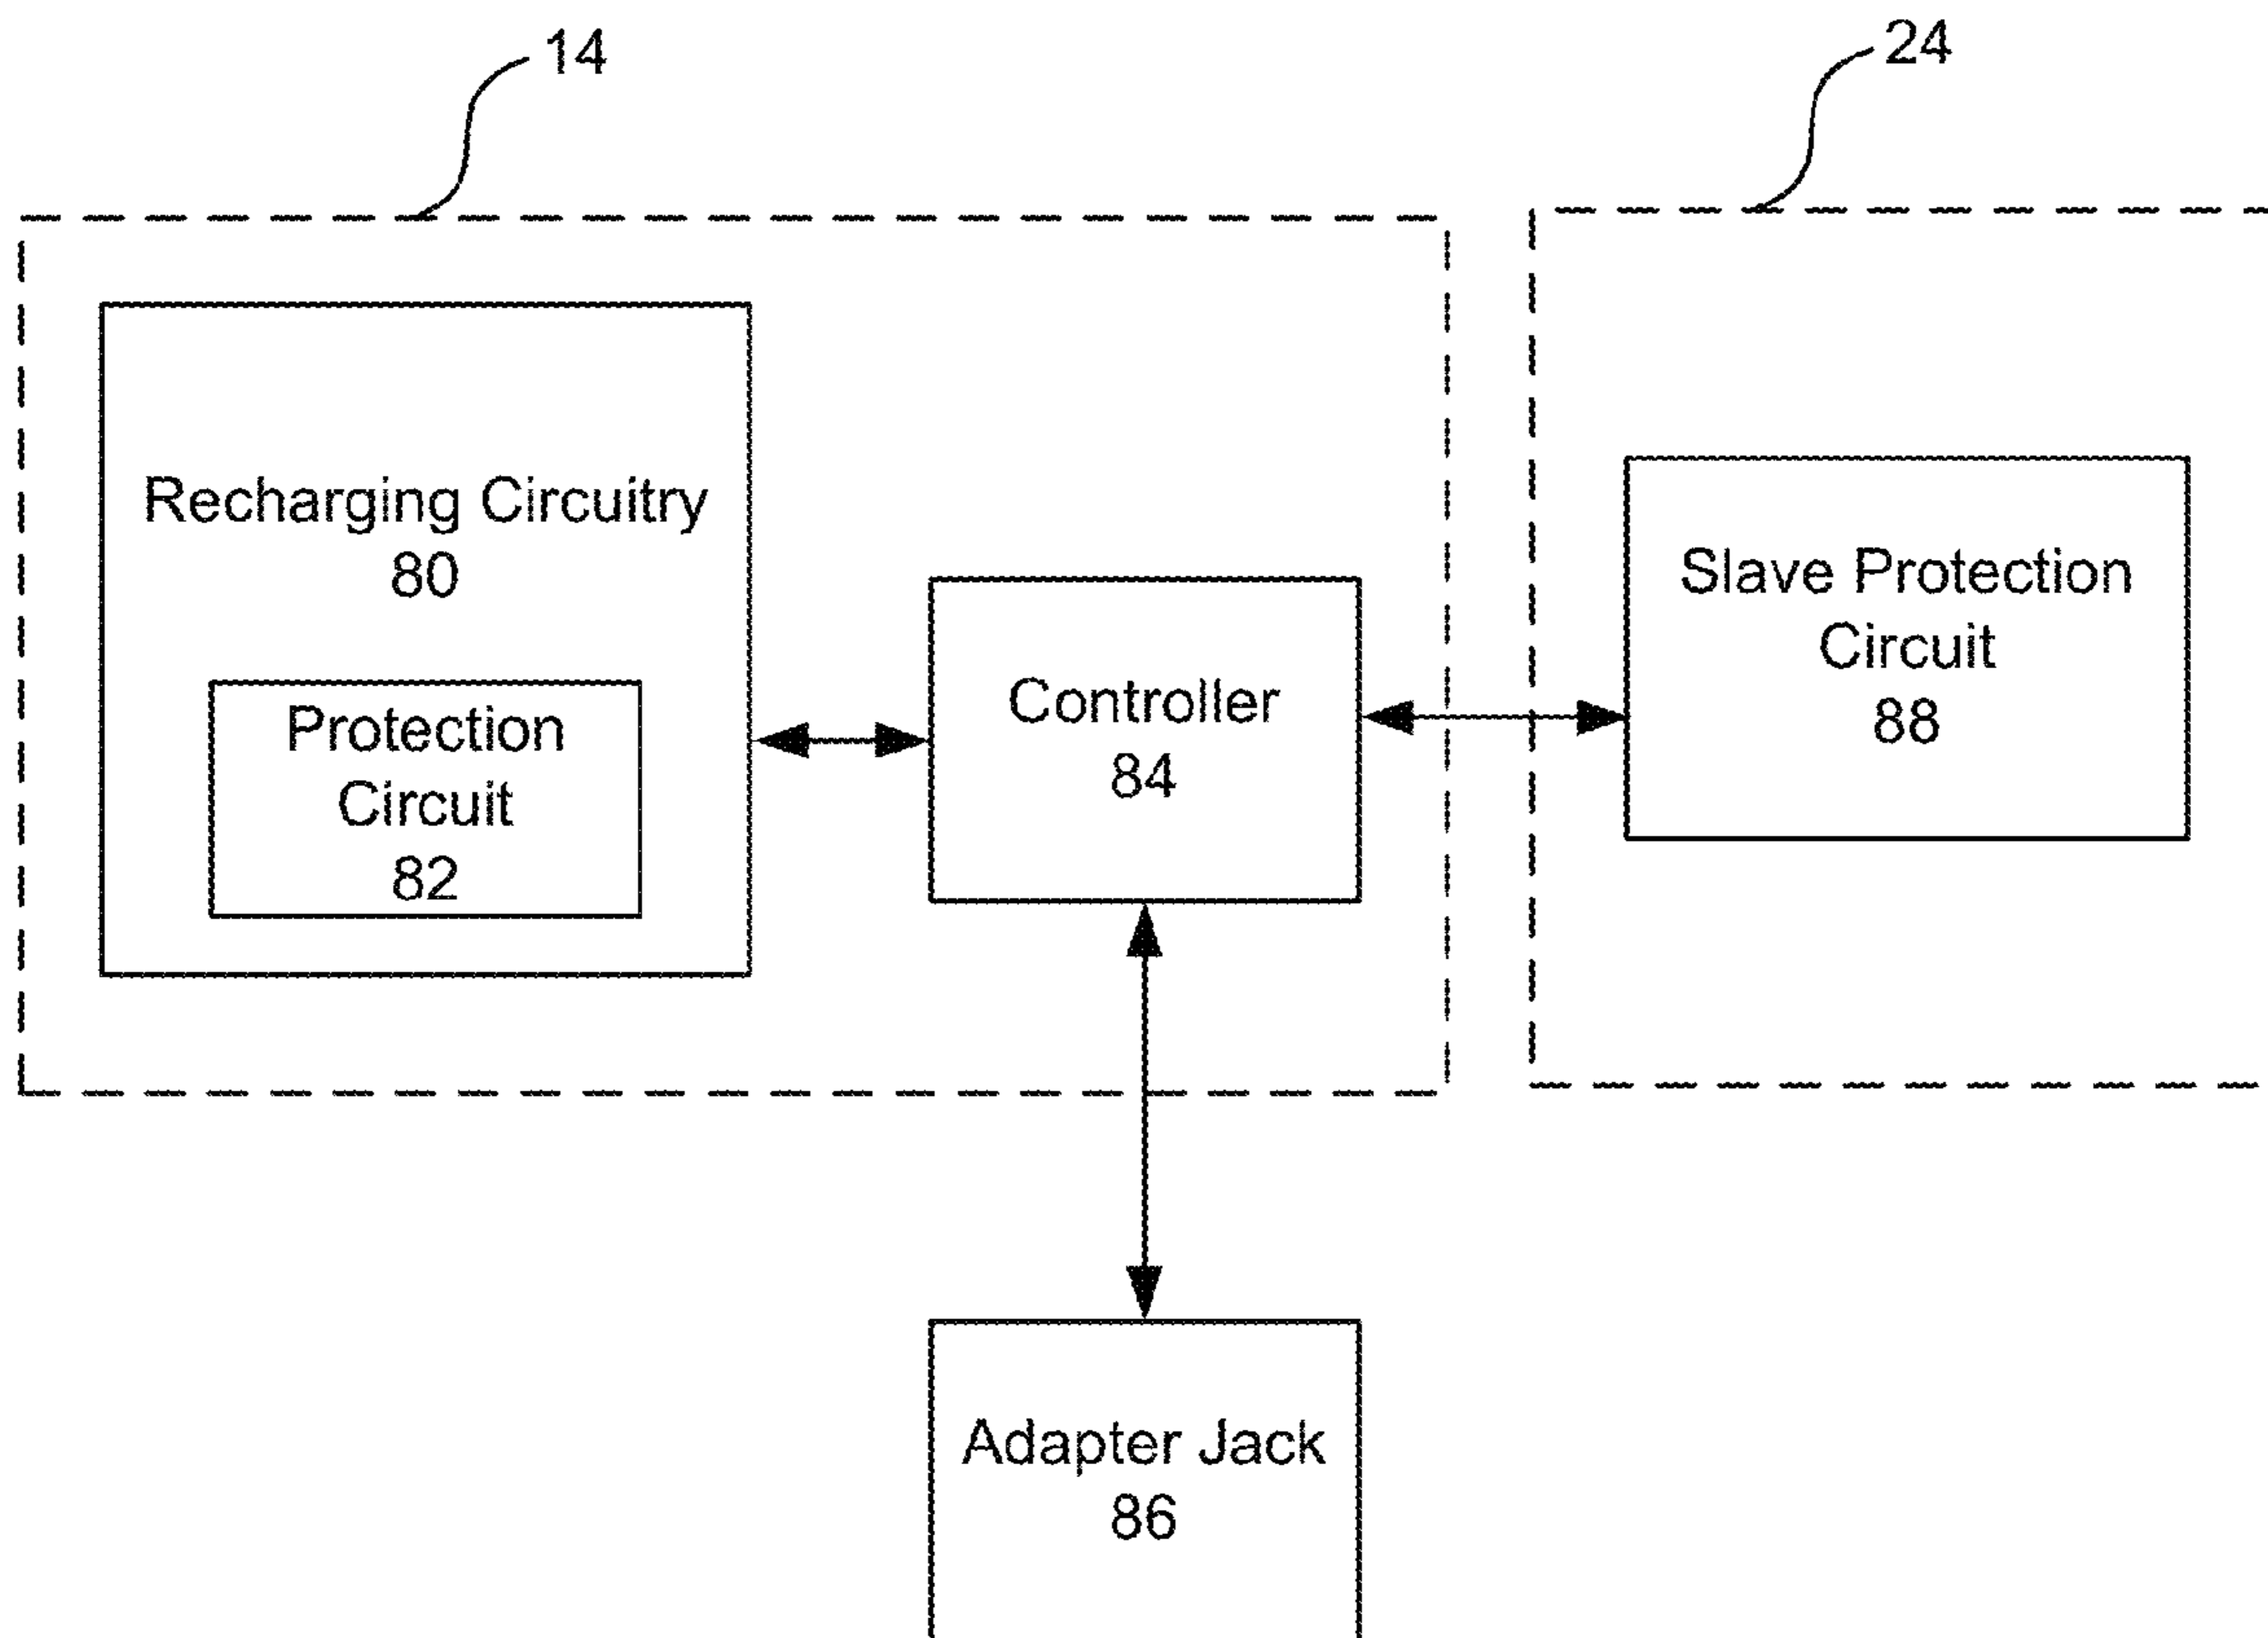 14
24
Recharging Circuitry
80
Protection
Circuit
82
Controller
84
Slave Protection
Circuit
88
Adapter Jack
86